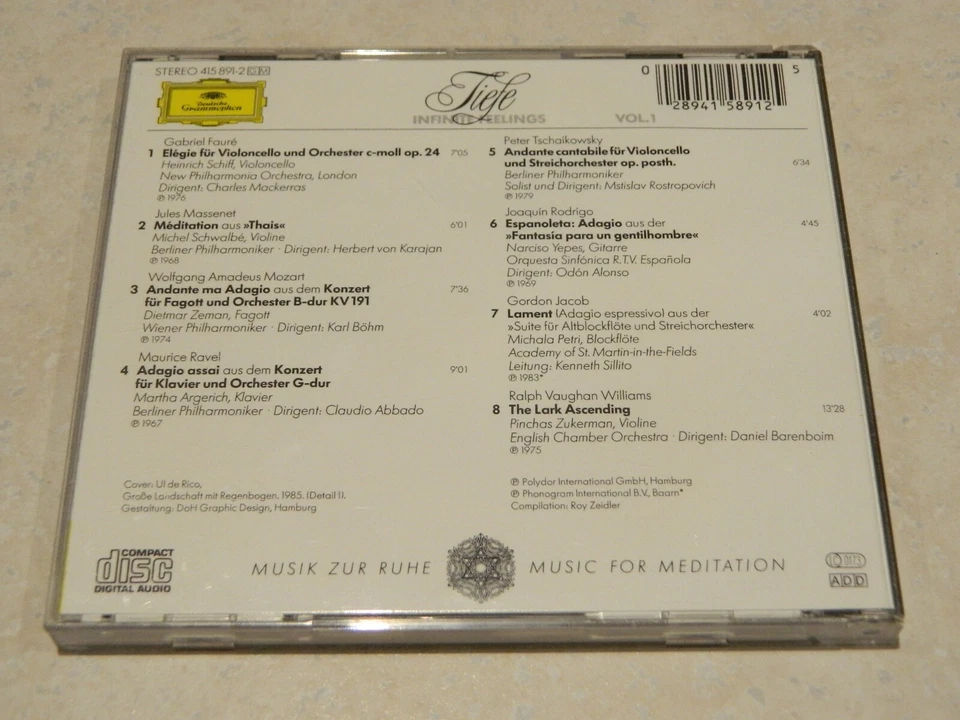 STEREO 415 891-2 GM
Deutsche
Grammophon
Tiefe
INFINITE FEELINGS VOL. 1
0 28941 58912 5
Gabriel Fauré
1 Elégie für Violoncello und Orchester c-moll op. 24 7'05
Heinrich Schiff, Violoncello
New Philharmonia Orchestra, London
Dirigent: Charles Mackerras
℗ 1976
Jules Massenet
2 Méditation aus »Thais« 6'01
Michel Schwalbé, Violine
Berliner Philharmoniker · Dirigent: Herbert von Karajan
℗ 1968
Wolfgang Amadeus Mozart
3 Andante ma Adagio aus dem Konzert 7'36
für Fagott und Orchester B-dur KV 191
Dietmar Zeman, Fagott
Wiener Philharmoniker · Dirigent: Karl Böhm
℗ 1974
Maurice Ravel
4 Adagio assai aus dem Konzert 9'01
für Klavier und Orchester G-dur
Martha Argerich, Klavier
Berliner Philharmoniker · Dirigent: Claudio Abbado
℗ 1967
Peter Tschaikowsky
5 Andante cantabile für Violoncello
und Streichorchester op. posth. 6'34
Berliner Philharmoniker
Solist und Dirigent: Mstislav Rostropovich
℗ 1979
Joaquín Rodrigo
6 Espanoleta: Adagio aus der 4'45
»Fantasía para un gentilhombre«
Narciso Yepes, Gitarre
Orquesta Sinfónica R.T.V. Española
Dirigent: Odón Alonso
℗ 1969
Gordon Jacob
7 Lament (Adagio espressivo) aus der 4'02
»Suite für Altblockflöte und Streichorchester«
Michala Petri, Blockflöte
Academy of St. Martin-in-the-Fields
Leitung: Kenneth Sillito
℗ 1983*
Ralph Vaughan Williams
8 The Lark Ascending 13'28
Pinchas Zukerman, Violine
English Chamber Orchestra · Dirigent: Daniel Barenboim
℗ 1975
Cover: Ul de Rico,
Große Landschaft mit Regenbogen, 1985. (Detail I).
Gestaltung: DoH Graphic Design, Hamburg
℗ Polydor International GmbH, Hamburg
℗ Phonogram International B.V., Baarn*
Compilation: Roy Zeidler
COMPACT
disc
DIGITAL AUDIO
MUSIK ZUR RUHE MUSIC FOR MEDITATION
ADD